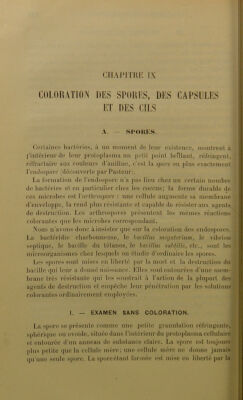 CHAPITRE IX
COLORATION DES SPORES, DES CAPSULES
ET DES CILS
A. — SPORES.
Certaines bactéries, à un moment de leur existence, montrent à
l'intérieur de leur protoplasma un petit point brillant, réfringent,
réfractaire aux couleurs d'aniline, c'est la spore ou plus exactement
l'endospore découverte par Pasteur.
La formation de l'endospore n'a pas lieu chez un certain nombre
de bactéries et en particulier chez les coccus; la forme durable de
ces microbes est l'arthrospore : une cellule augmente sa membrane
d'enveloppe, la rend plus résistante et capable de résister aux agents
de destruction. Les arthrospores présentent les mêmes réactions
colorantes que les microbes correspondant.
Nous n'avons donc à insister que sur la coloration des endospores.
La bactéridie charbonneuse, le bacillus megaterium, le vibrion
septique, le bacille du tétanos, le bacillus subtilis, etc., sont les
microorganismes chez lesquels on étudie d'ordinaire les spores.
Les spores sont mises en liberté par la mort et la destruction du
bacille qui leur a donné naissance. Elles sont entourées d'une mem-
brane très résistante qui les soustrait à l'action de la plupart des
agents de destruction et empêche leur pénétration par les solutions
colorantes ordinairement employées.
I. — EXAMEN SANS COLORATION.
La spore se présente comme une petite granulation réfringente,
sphérique ou ovoïde, située dans l'intérieur du protoplasma cellulaires
et entourée d'un anneau de substance claire. La spore est toujours
plus petite que la cellule mère; une cellule mère ne donne jamais
qu'une seule spore. La spore étant formée est mise en liberté par la